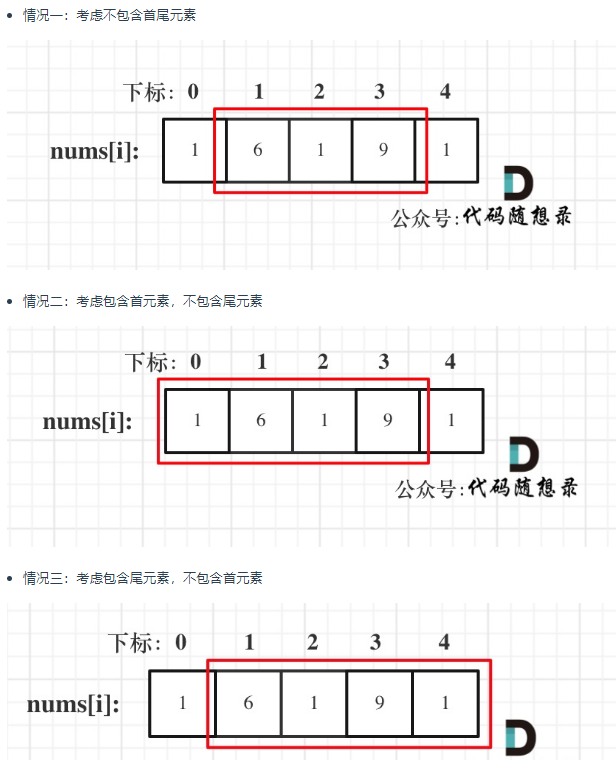 情况一：考虑不包含首尾元素
下标： 0 1 2 3 4
nums[i]: 1 6 1 9 1
公众号:代码随想录
情况二：考虑包含首元素，不包含尾元素
下标： 0 1 2 3 4
nums[i]: 1 6 1 9 1
公众号:代码随想录
情况三：考虑包含尾元素，不包含首元素
下标： 0 1 2 3 4
nums[i]: 1 6 1 9 1